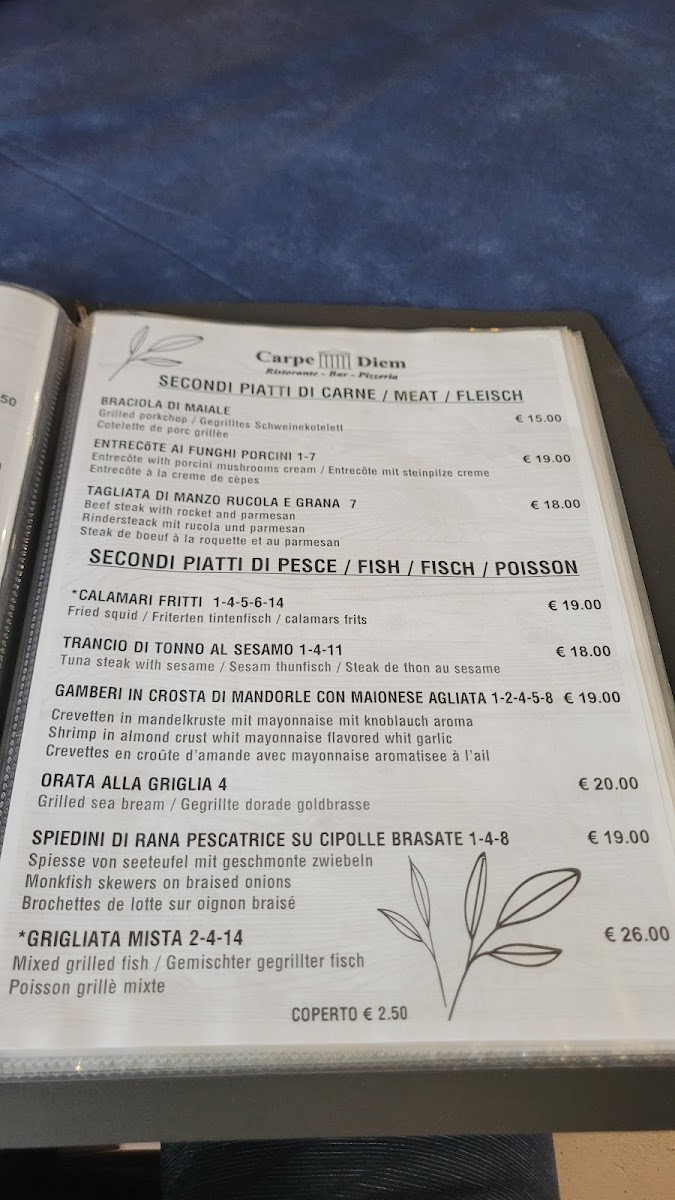 50
Carpe Diem
Ristorante - Bar - Pizzeria
SECONDI PIATTI DI CARNE / MEAT / FLEISCH
BRACIOLA DI MAIALE € 15.00
Grilled porkchop / Gegrilltes Schweinekotelett
Cotelette de porc grillèe
ENTRECôTE AI FUNGHI PORCINI 1-7 € 19.00
Entrecôte with porcini mushrooms cream / Entrecôte mit steinpilze creme
Entrecôte à la creme de cèpes
TAGLIATA DI MANZO RUCOLA E GRANA 7 € 18.00
Beef steak with rocket and parmesan
Rindersteack mit rucola und parmesan
Steak de boeuf à la roquette et au parmesan
SECONDI PIATTI DI PESCE / FISH / FISCH / POISSON
*CALAMARI FRITTI 1-4-5-6-14 € 19.00
Fried squid / Friterten tintenfisch / calamars frits
TRANCIO DI TONNO AL SESAMO 1-4-11 € 18.00
Tuna steak with sesame / Sesam thunfisch / Steak de thon au sesame
GAMBERI IN CROSTA DI MANDORLE CON MAIONESE AGLIATA 1-2-4-5-8 € 19.00
Crevetten in mandelkruste mit mayonnaise mit knoblauch aroma
Shrimp in almond crust whit mayonnaise flavored whit garlic
Crevettes en croûte d'amande avec mayonnaise aromatisee à l'ail
ORATA ALLA GRIGLIA 4 € 20.00
Grilled sea bream / Gegrillte dorade goldbrasse
SPIEDINI DI RANA PESCATRICE SU CIPOLLE BRASATE 1-4-8 € 19.00
Spiesse von seeteufel mit geschmonte zwiebeln
Monkfish skewers on braised onions
Brochettes de lotte sur oignon braisé
*GRIGLIATA MISTA 2-4-14 € 26.00
Mixed grilled fish / Gemischter gegrillter fisch
Poisson grillè mixte
COPERTO € 2.50